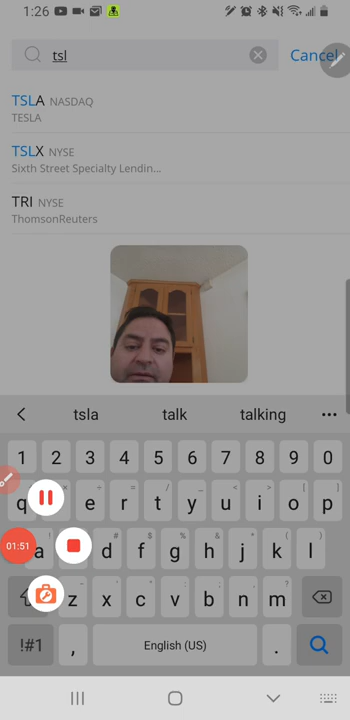 1:26
tsl
Cancel
TSLA NASDAQ
TESLA
TSLX NYSE
Sixth Street Specialty Lendin...
TRI NYSE
ThomsonReuters
tsla talk talking
1 2 3 4 5 6 7 8 9 0
q e r t y u i o p
01:51 a d f g h j k l
z x c v b n m
!#1 , English (US) .